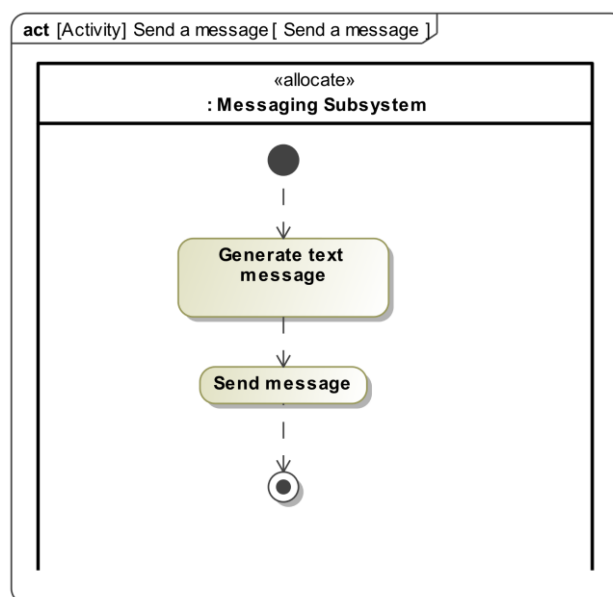 act [Activity] Send a message [ Send a message ]
«allocate»
: Messaging Subsystem
Generate text
message
Send message